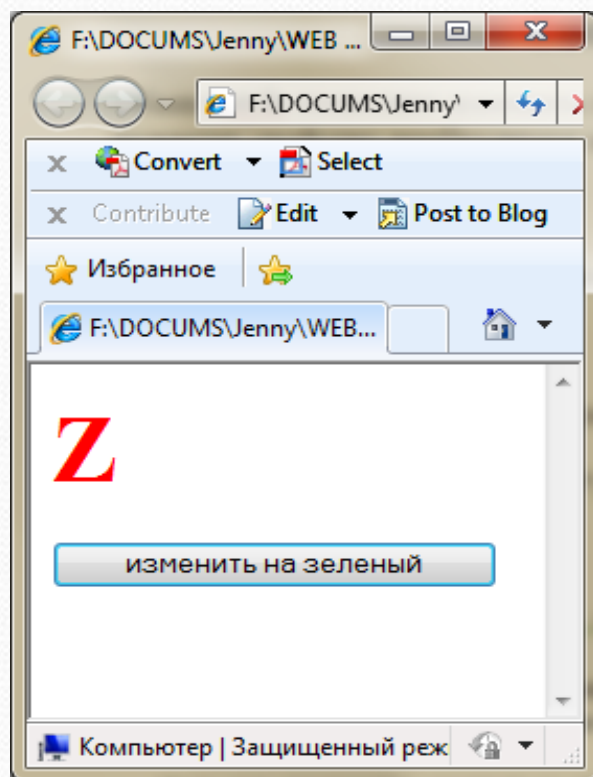 F:\DOCUMS\Jenny\WEB ...
F:\DOCUMS\Jenny\
Convert Select
Contribute Edit Post to Blog
Избранное
F:\DOCUMS\Jenny\WEB...
Z
изменить на зеленый
Компьютер | Защищенный реж